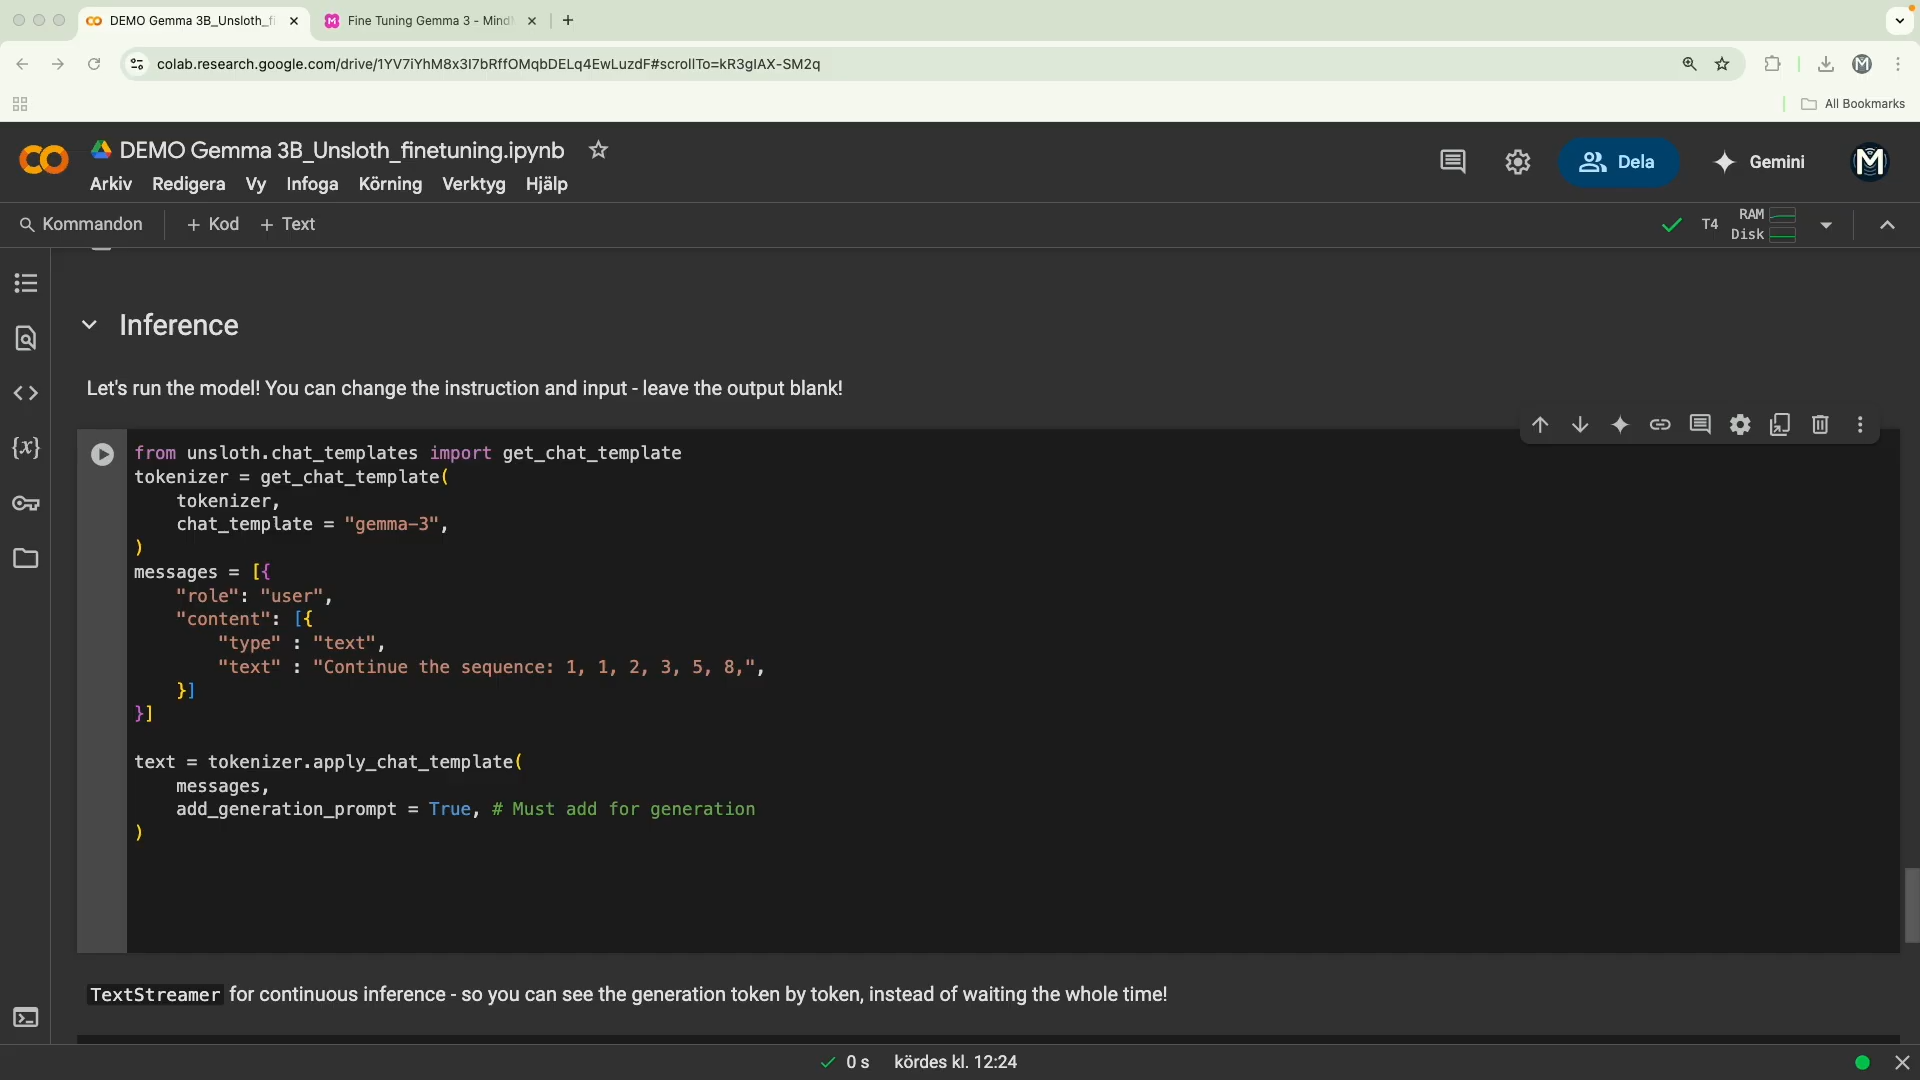 DEMO Gemma 3B_Unsloth_fi
Fine Tuning Gemma 3 - Mind
colab.research.google.com/drive/1YV7iYhM8x3I7bRffOMqbDELq4EwLuzdF#scrollTo=kR3gIAX-SM2q
All Bookmarks
DEMO Gemma 3B_Unsloth_finetuning.ipynb
Arkiv Redigera Vy Infoga Körning Verktyg Hjälp
Dela
Gemini
Kommandon
+ Kod + Text
T4
RAM
Disk
Inference
Let's run the model! You can change the instruction and input - leave the output blank!
from unsloth.chat_templates import get_chat_template
tokenizer = get_chat_template(
    tokenizer,
    chat_template = "gemma-3",
)
messages = [{
    "role": "user",
    "content": [{
        "type" : "text",
        "text" : "Continue the sequence: 1, 1, 2, 3, 5, 8,",
    }]
}]
text = tokenizer.apply_chat_template(
    messages,
    add_generation_prompt = True, # Must add for generation
)
TextStreamer for continuous inference - so you can see the generation token by token, instead of waiting the whole time!
0 s kördes kl. 12:24